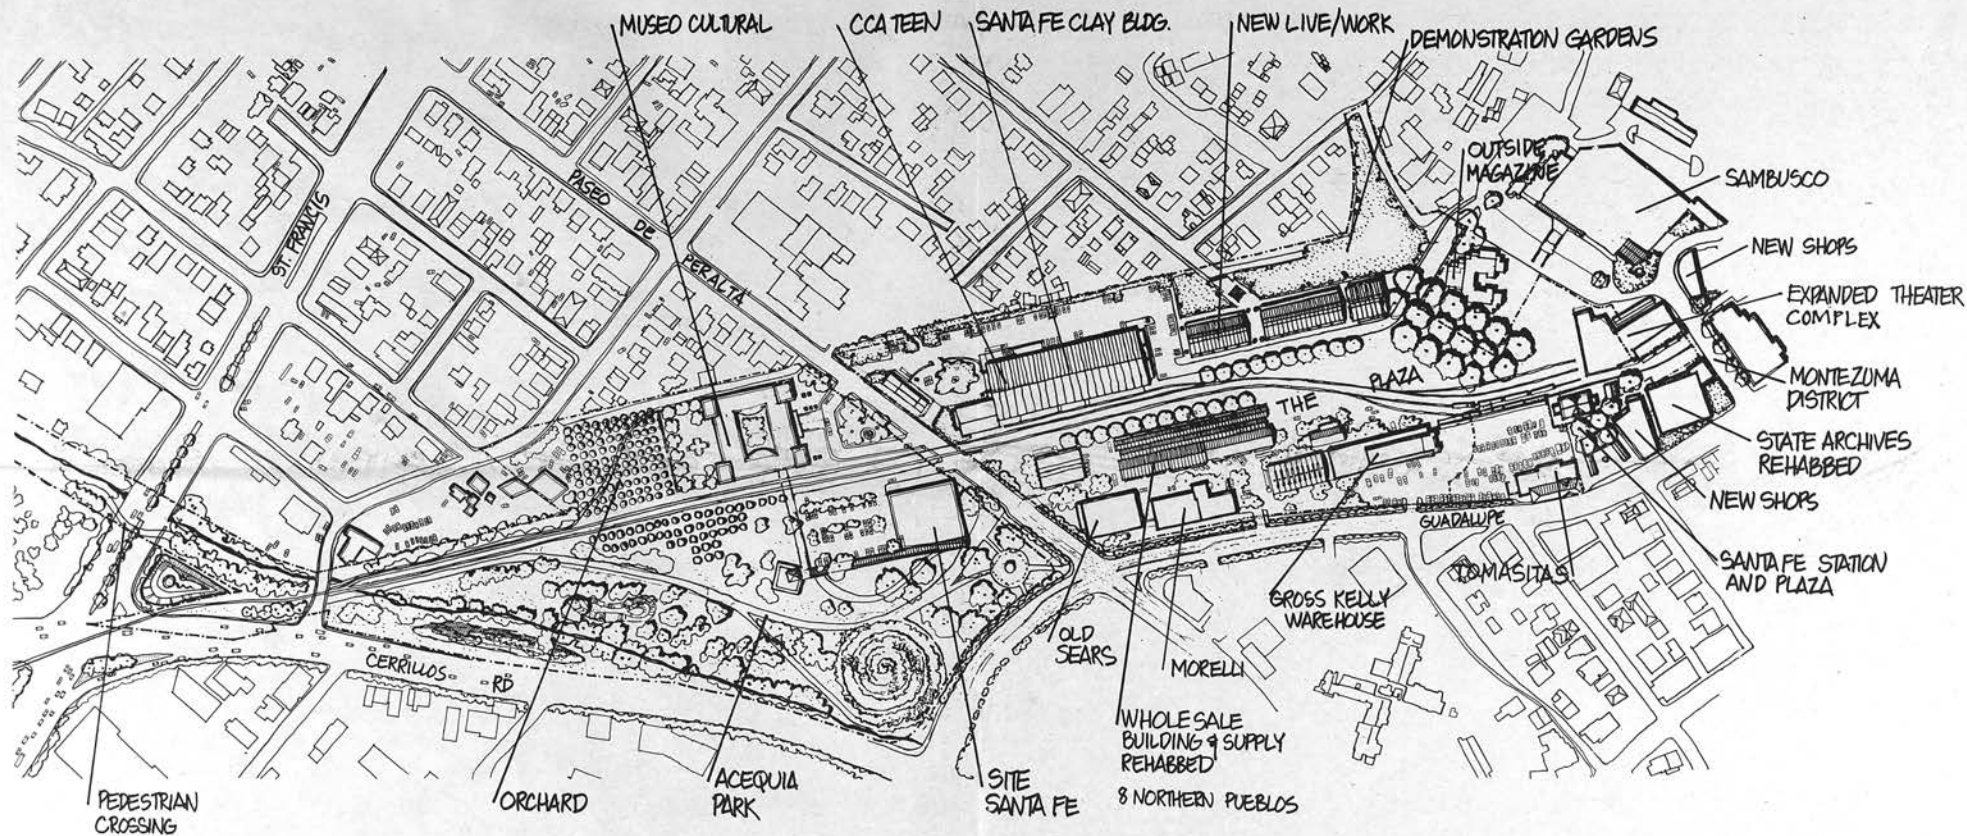 MUSEO CULTURAL
CCA TEEN
SANTA FE CLAY BLDG.
NEW LIVE/WORK
DEMONSTRATION GARDENS
OUTSIDE
MAGAZINE
SAMBUSCO
NEW SHOPS
EXPANDED THEATER
COMPLEX
MONTEZUMA
DISTRICT
STATE ARCHIVES
REHABBED
NEW SHOPS
SANTA FE STATION
AND PLAZA
ST. FRANCIS
PASEO
DE
PERALTA
PLAZA
THE
GUADALUPE
TOMASITAS
GROSS KELLY
WAREHOUSE
OLD
SEARS
MORELLI
WHOLESALE
BUILDING & SUPPLY
REHABBED
8 NORTHERN PUEBLOS
CERRILLOS RD
SITE
SANTA FE
ACEQUIA
PARK
ORCHARD
PEDESTRIAN
CROSSING